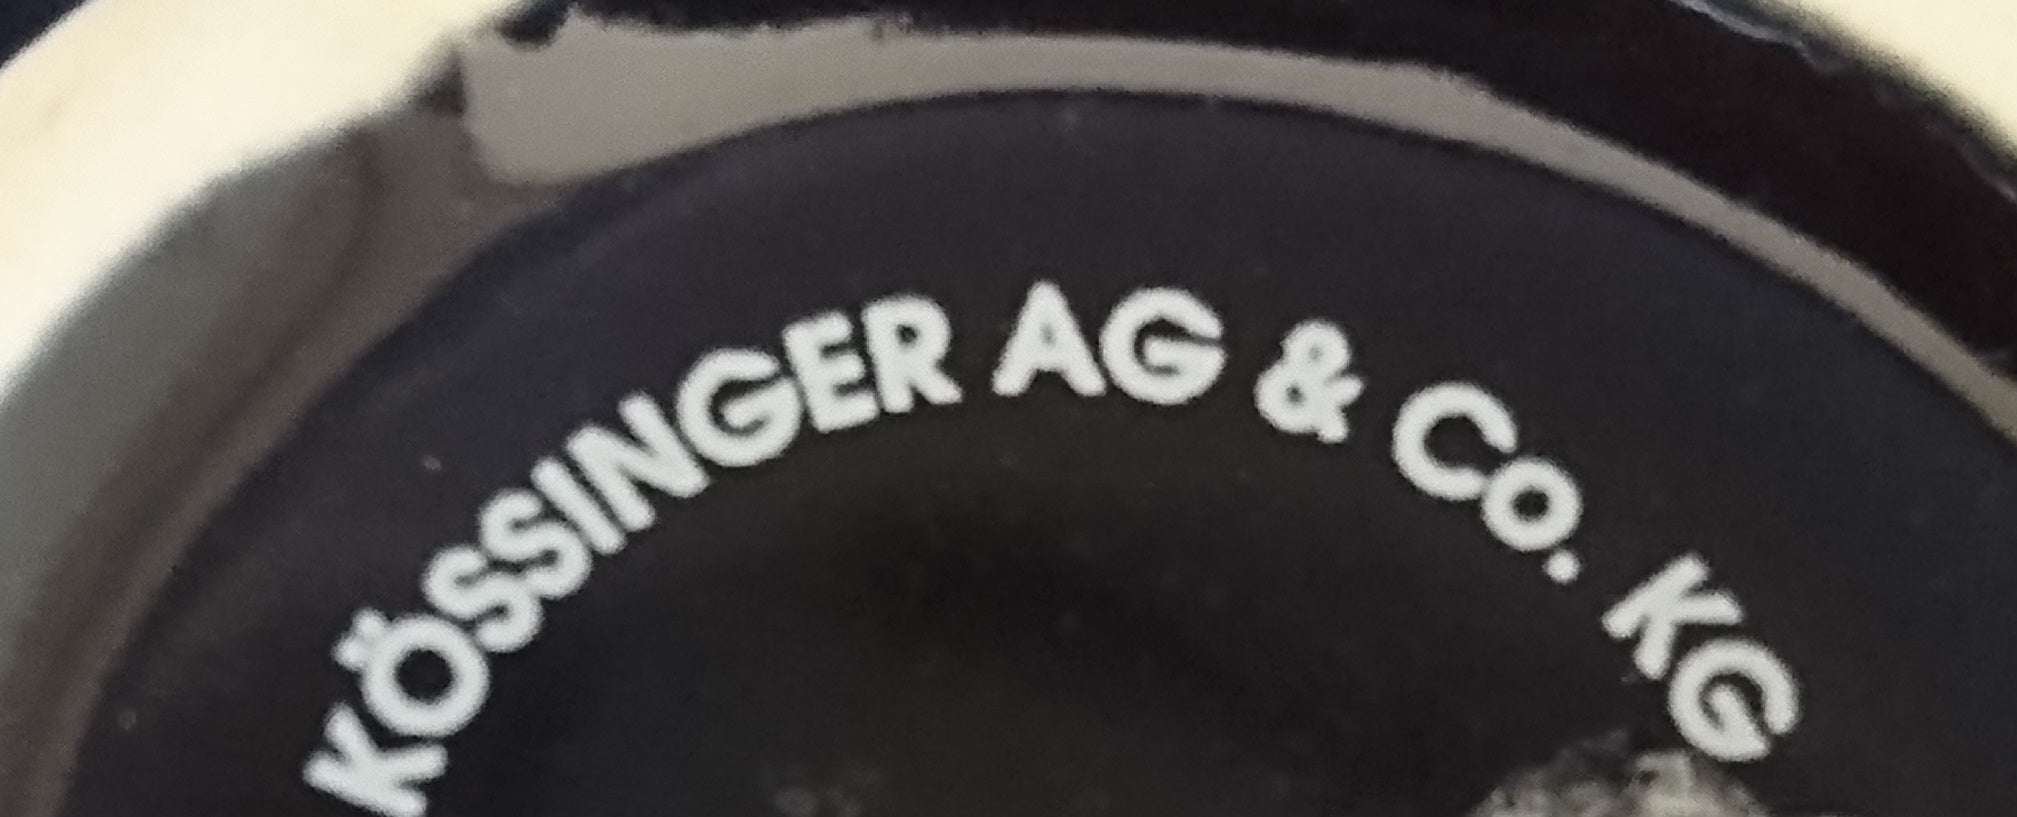 KÖSSINGER AG & Co. KG